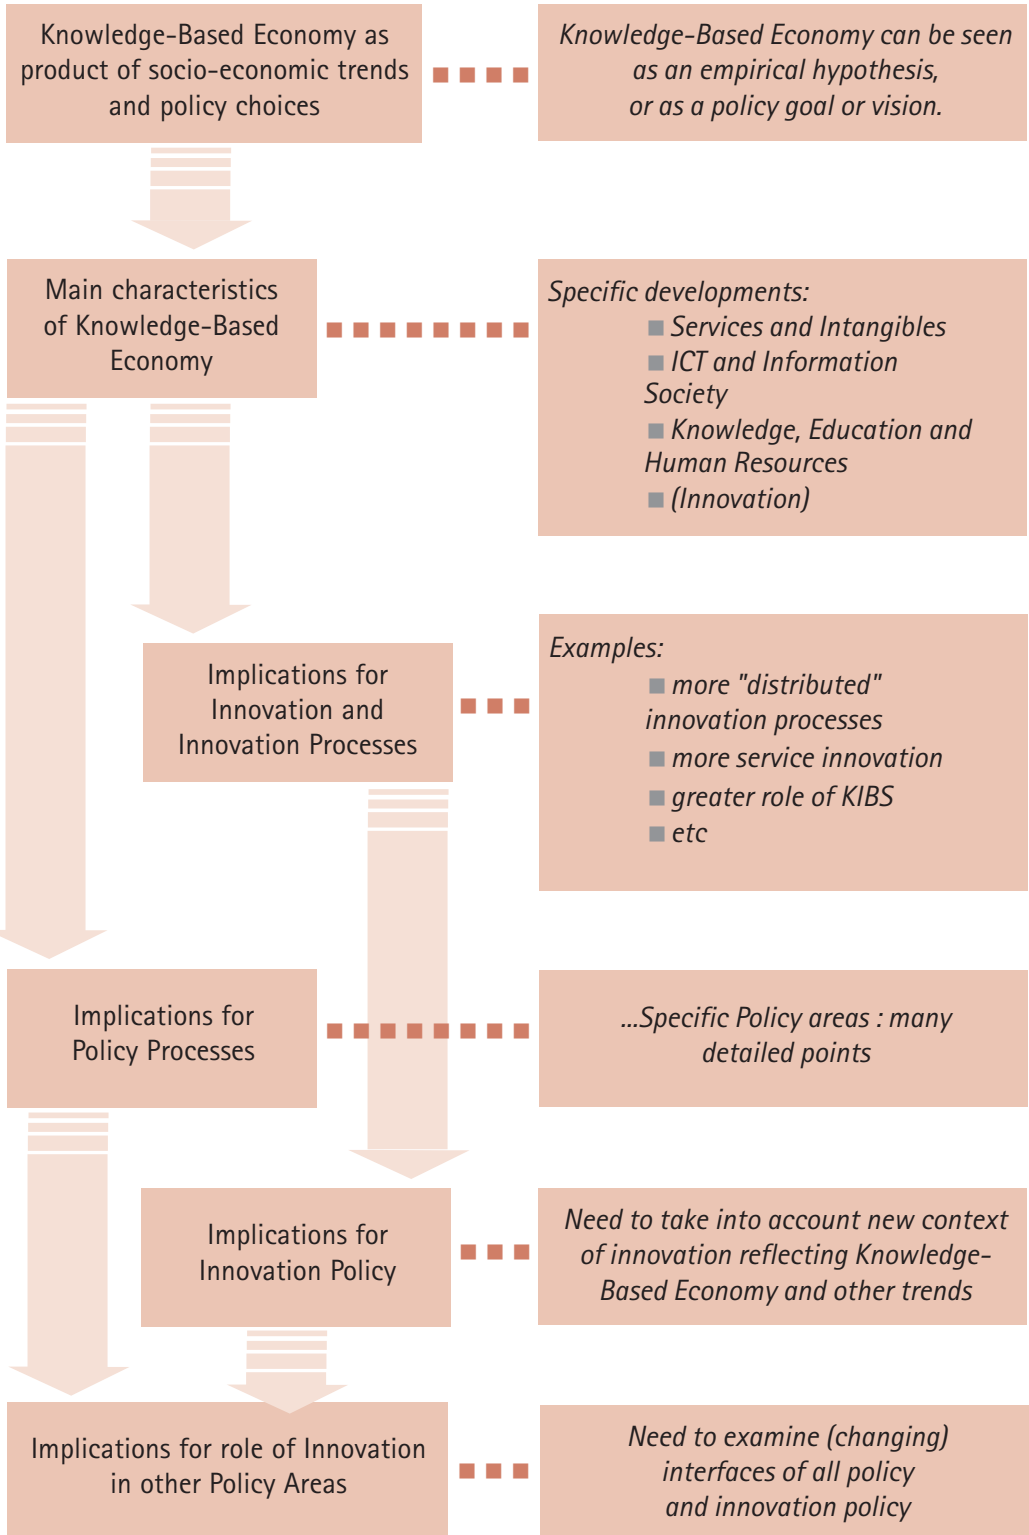 Knowledge-Based Economy as
product of socio-economic trends
and policy choices
Knowledge-Based Economy can be seen
as an empirical hypothesis,
or as a policy goal or vision.
Main characteristics
of Knowledge-Based
Economy
Specific developments:
Services and Intangibles
ICT and Information
Society
Knowledge, Education and
Human Resources
(Innovation)
Implications for
Innovation and
Innovation Processes
Examples:
more "distributed"
innovation processes
more service innovation
greater role of KIBS
etc
Implications for
Policy Processes
...Specific Policy areas : many
detailed points
Implications for
Innovation Policy
Need to take into account new context
of innovation reflecting Knowledge-
Based Economy and other trends
Implications for role of Innovation
in other Policy Areas
Need to examine (changing)
interfaces of all policy
and innovation policy